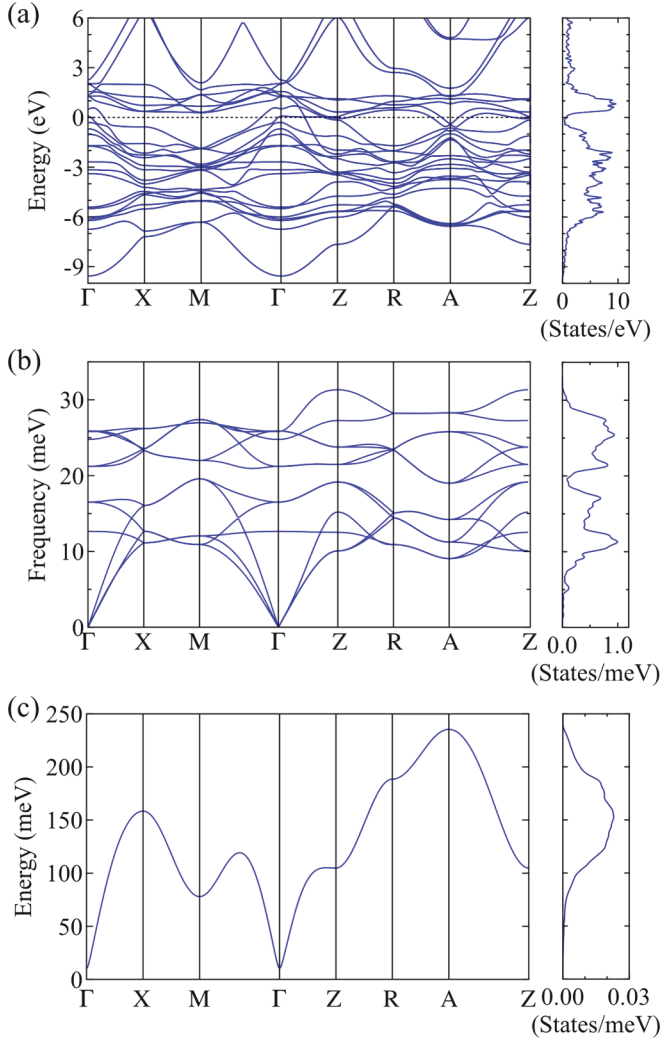 (a)
6
3
0
-3
-6
-9
Energy (eV)
Γ X M Γ Z R A Z
0 5 10
(States/eV)
(b)
30
20
10
0
Frequency (meV)
Γ X M Γ Z R A Z
0.0 1.0
(States/meV)
(c)
250
200
150
100
50
0
Energy (meV)
Γ X M Γ Z R A Z
0.00 0.03
(States/meV)